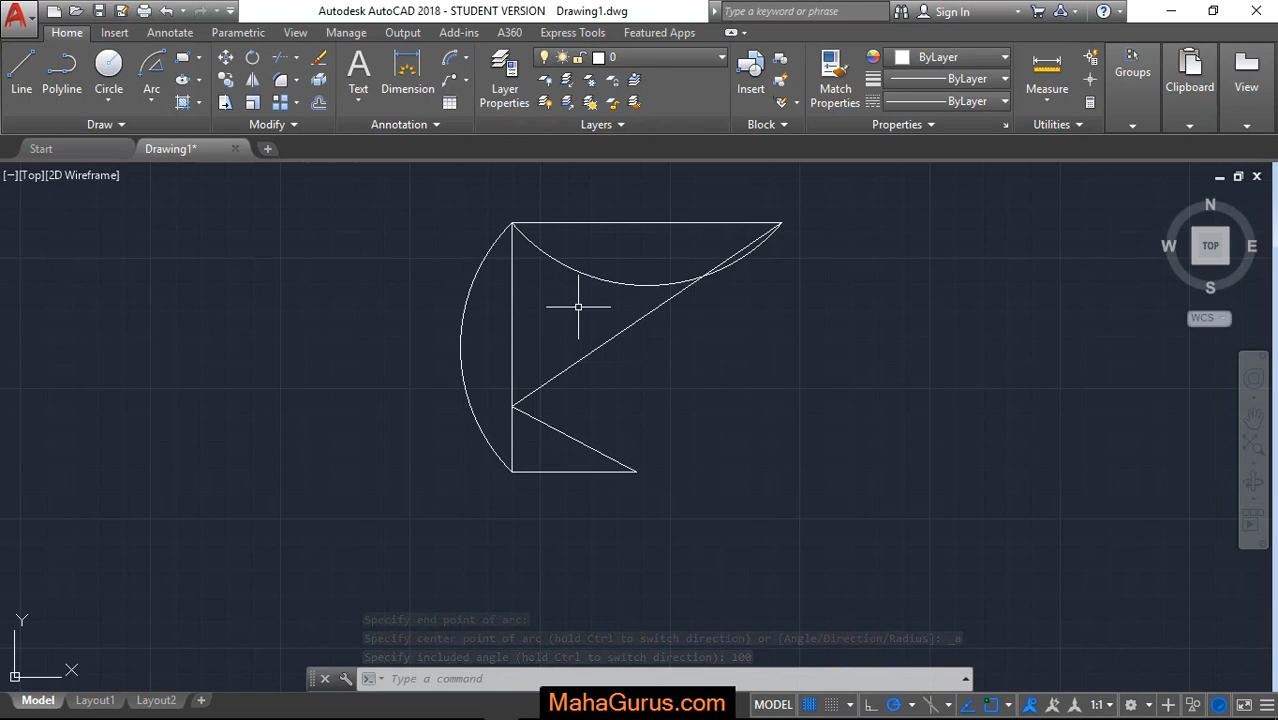 Autodesk AutoCAD 2018 - STUDENT VERSION Drawing1.dwg
Type a keyword or phrase
Sign In
Home Insert Annotate Parametric View Manage Output Add-ins A360 Express Tools Featured Apps
Line Polyline Circle Arc
Text Dimension
Layer Properties
0
Insert
Match Properties
ByLayer
ByLayer
ByLayer
Measure
Groups
Clipboard
View
Draw Modify Annotation Layers Block Properties Utilities
Start Drawing1*
[−][Top][2D Wireframe]
N
W TOP E
S
WCS
Y
X
Specify end point of arc:
Specify center point of arc (hold Ctrl to switch direction) or [Angle/Direction/Radius]: _a
Specify included angle (hold Ctrl to switch direction): 100
Type a command
Model Layout1 Layout2
MahaGurus.com
MODEL
1:1